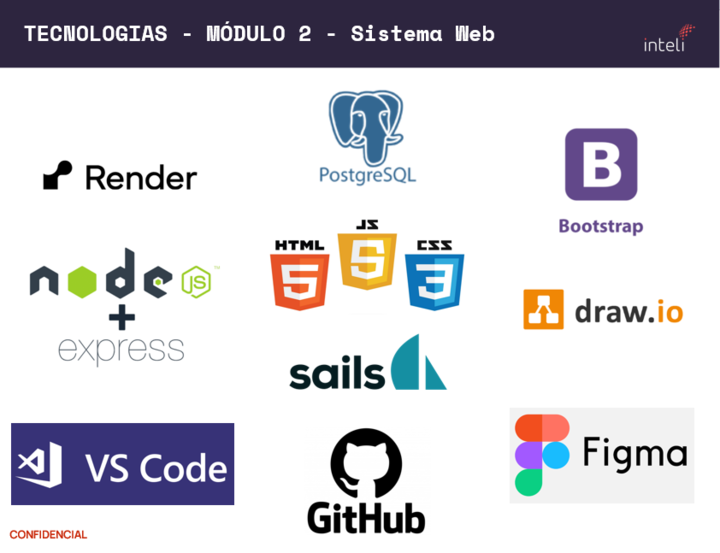 TECNOLOGIAS - MÓDULO 2 - Sistema Web
inteli
Render
PostgreSQL
B
Bootstrap
node
JS
™
+
express
HTML
5
JS
5
CSS
3
draw.io
sails
VS Code
GitHub
Figma
CONFIDENCIAL